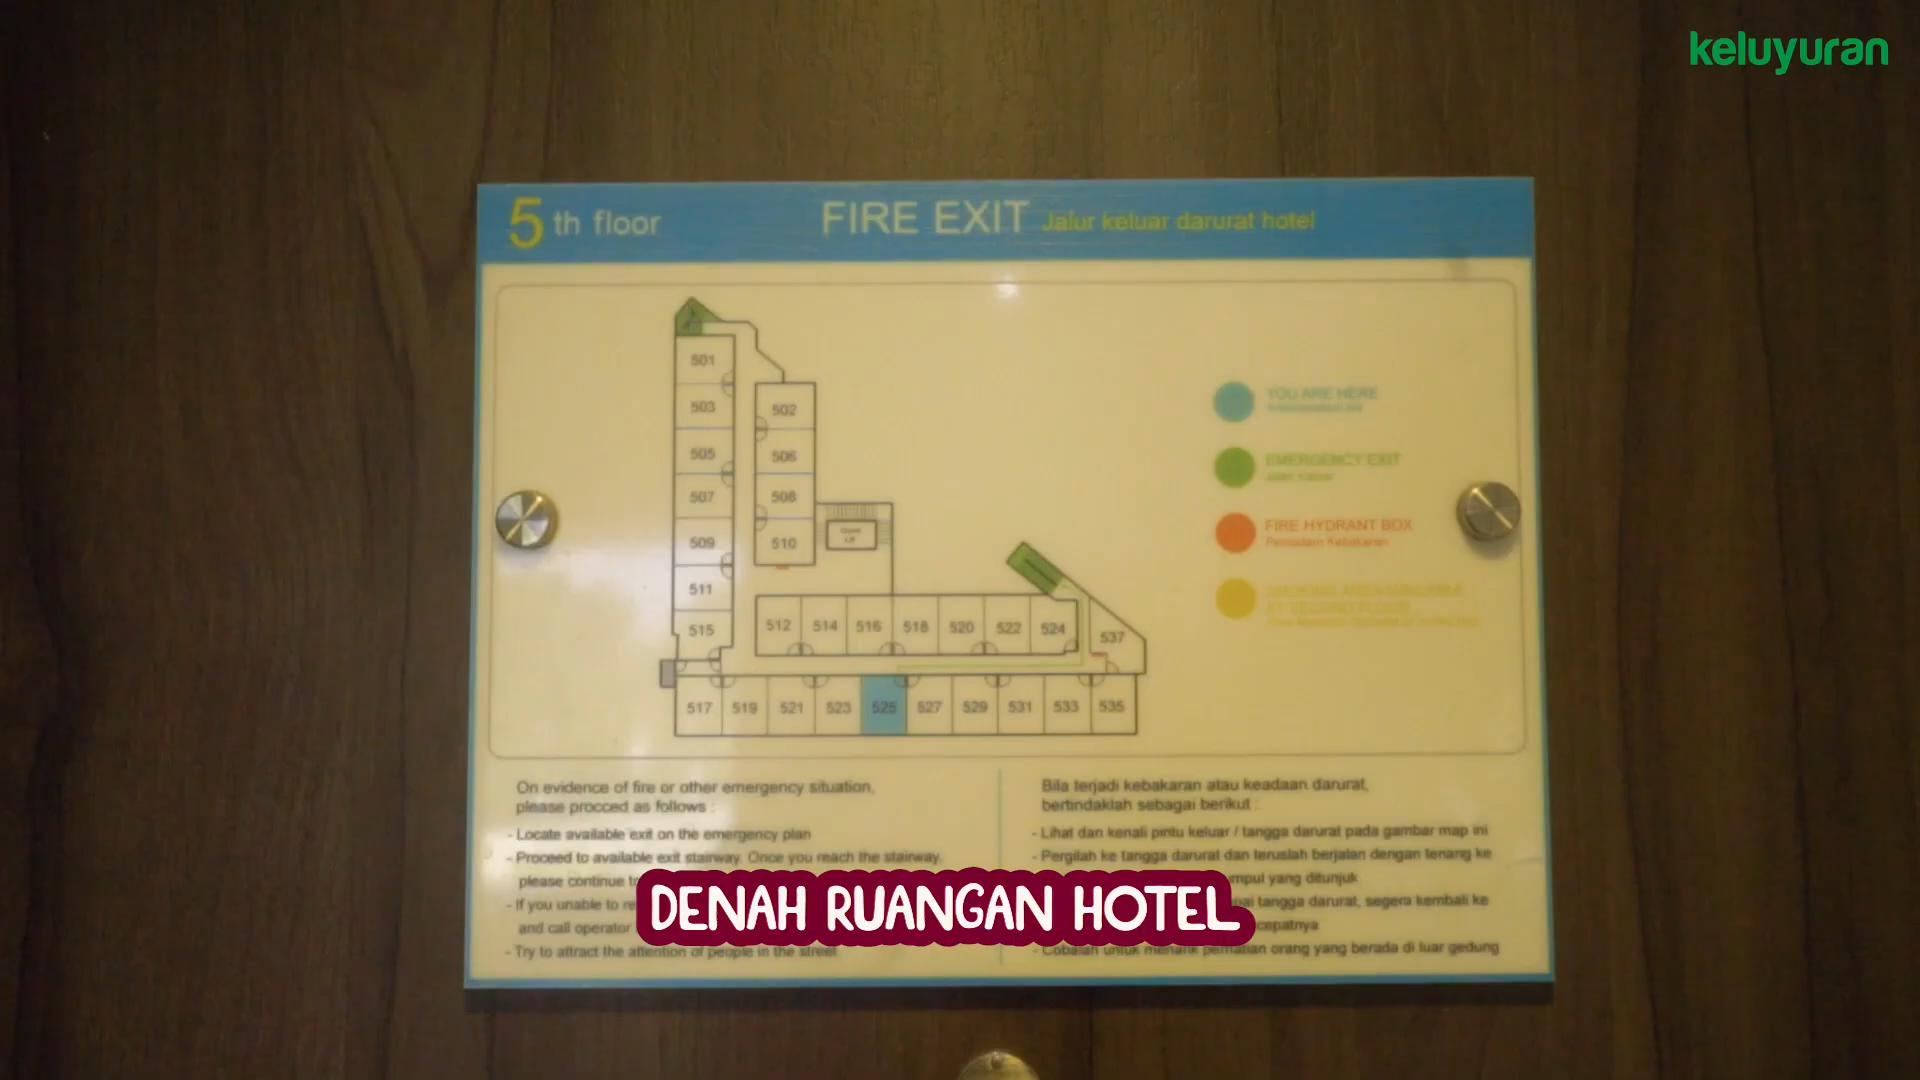 keluyuran
5 th floor
FIRE EXIT Jalur keluar darurat hotel
501
503
502
505
506
507
508
509
510
511
515
512 514 516 518 520 522 524
537
517 519 521 523 525 527 529 531 533 535
YOU ARE HERE
EMERGENCY EXIT
FIRE HYDRANT BOX
Pemadam Kebakaran
On evidence of fire or other emergency situation,
please procced as follows :
- Locate available exit on the emergency plan
- Proceed to available exit stairway. Once you reach the stairway,
please continue
- If you unable to
and call operator
- Try to attract the attention of people in the street
Bila terjadi kebakaran atau keadaan darurat,
bertindaklah sebagai berikut :
- Lihat dan kenali pintu keluar / tangga darurat pada gambar map ini
- Pergilah ke tangga darurat dan teruslah berjalan dengan tenang ke
yang ditunjuk
tangga darurat, segera kembali ke
- Cobalah untuk menarik perhatian orang yang berada di luar gedung
DENAH RUANGAN HOTEL